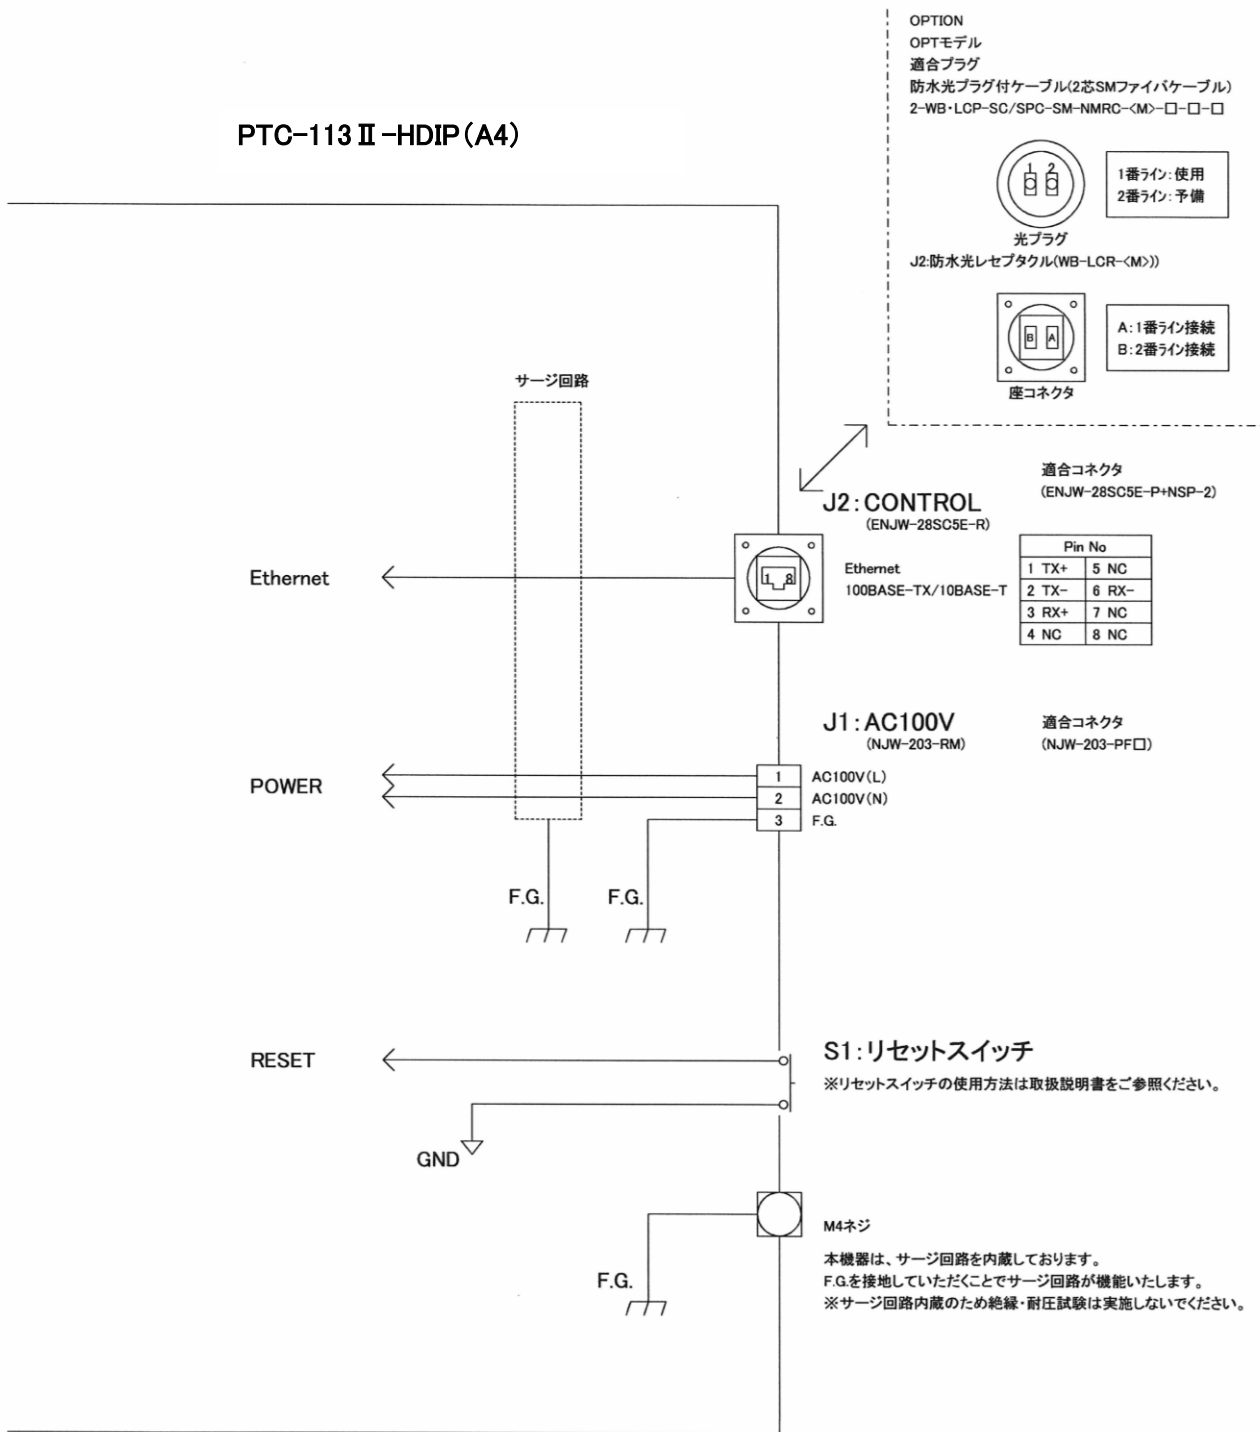 OPTION
OPTモデル
適合プラグ
防水光プラグ付ケーブル(2芯SMファイバケーブル)
2-WB・LCP-SC/SPC-SM-NMRC-<M>-□-□-□
PTC-113Ⅱ-HDIP(A4)
1 2
1番ライン:使用
2番ライン:予備
光プラグ
J2:防水光レセプタクル(WB-LCR-<M>))
B A
A:1番ライン接続
B:2番ライン接続
座コネクタ
サージ回路
適合コネクタ
(ENJW-28SC5E-P+NSP-2)
J2:CONTROL
(ENJW-28SC5E-R)
Ethernet
1 8
Ethernet
100BASE-TX/10BASE-T
Pin No
1 TX+ 5 NC
2 TX- 6 RX-
3 RX+ 7 NC
4 NC 8 NC
J1:AC100V
(NJW-203-RM)
適合コネクタ
(NJW-203-PF□)
POWER
1 AC100V(L)
2 AC100V(N)
3 F.G.
F.G.
F.G.
RESET
S1:リセットスイッチ
※リセットスイッチの使用方法は取扱説明書をご参照ください。
GND
M4ネジ
F.G.
本機器は、サージ回路を内蔵しております。
F.G.を接地していただくことでサージ回路が機能いたします。
※サージ回路内蔵のため絶縁・耐圧試験は実施しないでください。